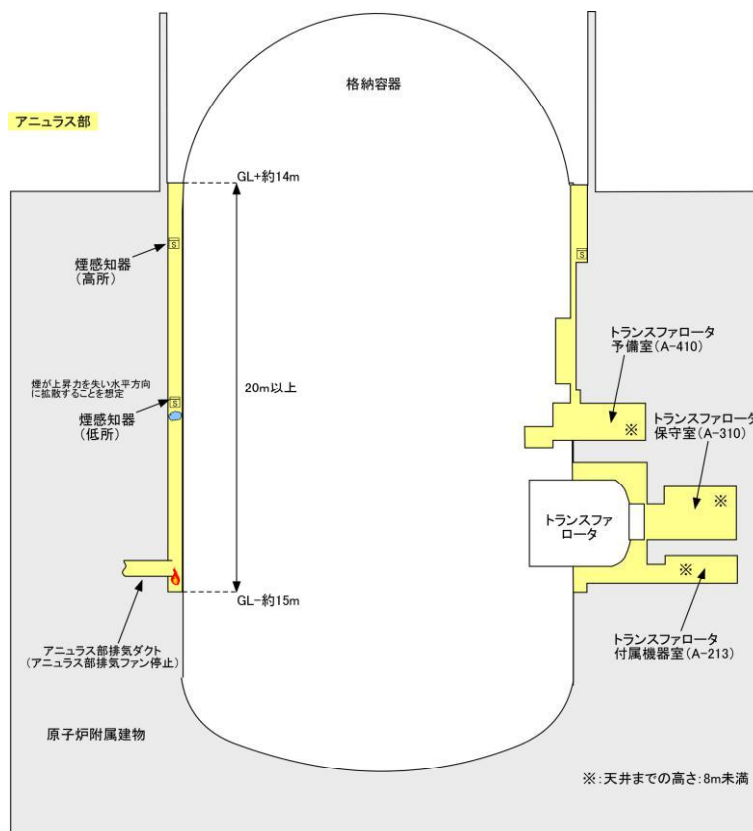 格納容器
アニュラス部
GL+約14m
煙感知器
(高所)
S
S
トランスファロータ
予備室(A-410)
煙が上昇力を失い水平方向
に拡散することを想定
S
煙感知器
(低所)
20m以上
※
トランスファロータ
保守室(A-310)
※
トランスファ
ロータ
※
GL-約15m
アニュラス部排気ダクト
(アニュラス部排気ファン停止)
トランスファロータ
付属機器室(A-213)
原子炉附属建物
※:天井までの高さ:8m未満